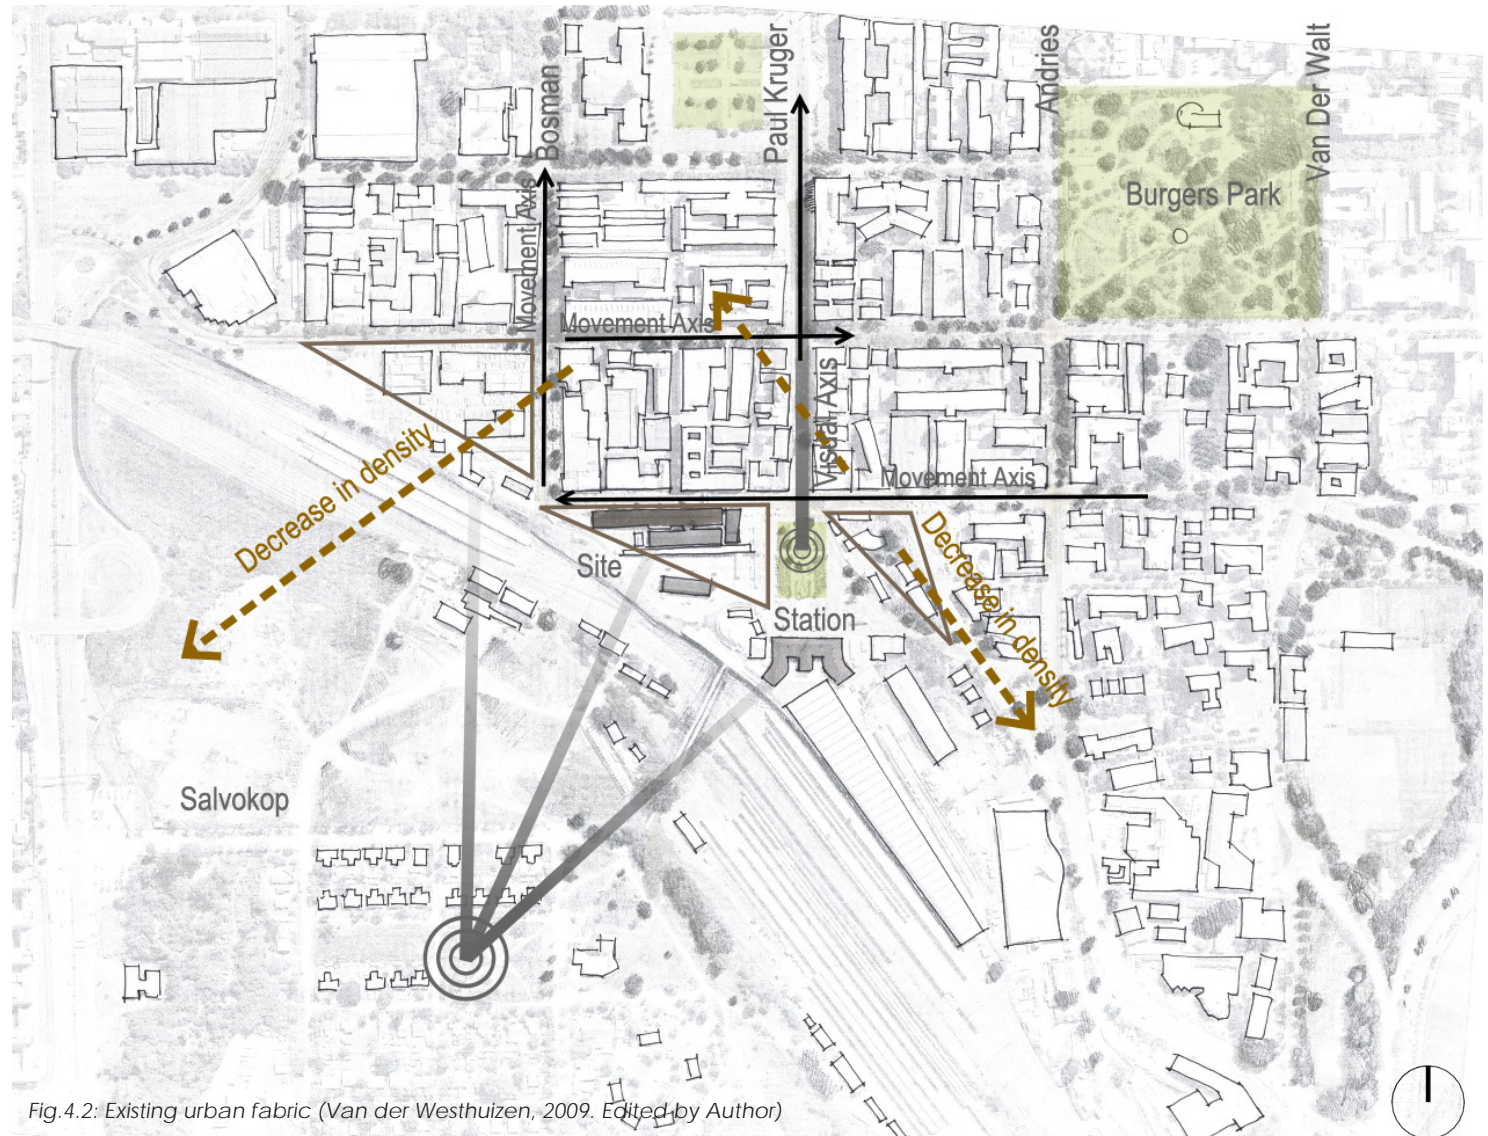 Bosman
Paul Kruger
Andries
Van Der Walt
Burgers Park
Movement Axis
Movement Axis
Visual Axis
Movement Axis
Decrease in density
Decrease in density
Site
Station
Salvokop
Fig.4.2: Existing urban fabric (Van der Westhuizen, 2009. Edited by Author)